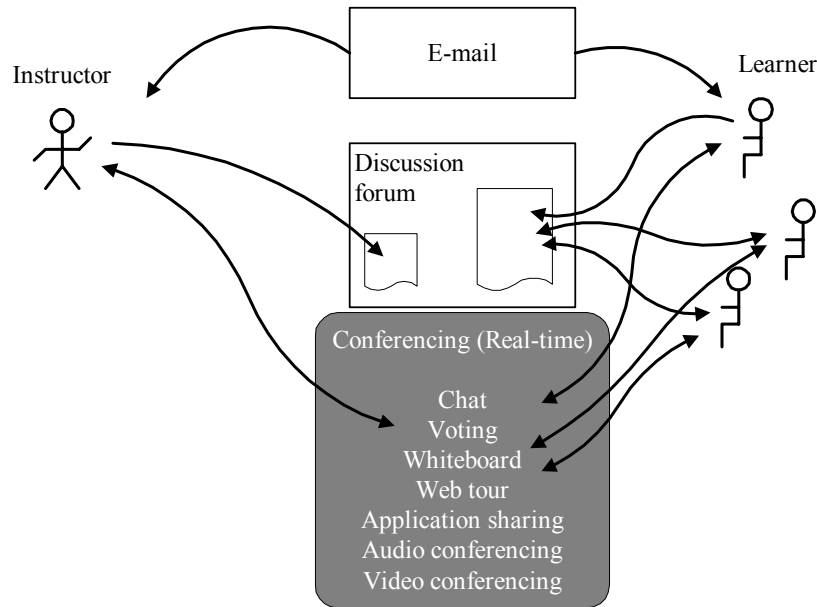 E-mail
Instructor
Learner
Discussion
forum
Conferencing (Real-time)
Chat
Voting
Whiteboard
Web tour
Application sharing
Audio conferencing
Video conferencing